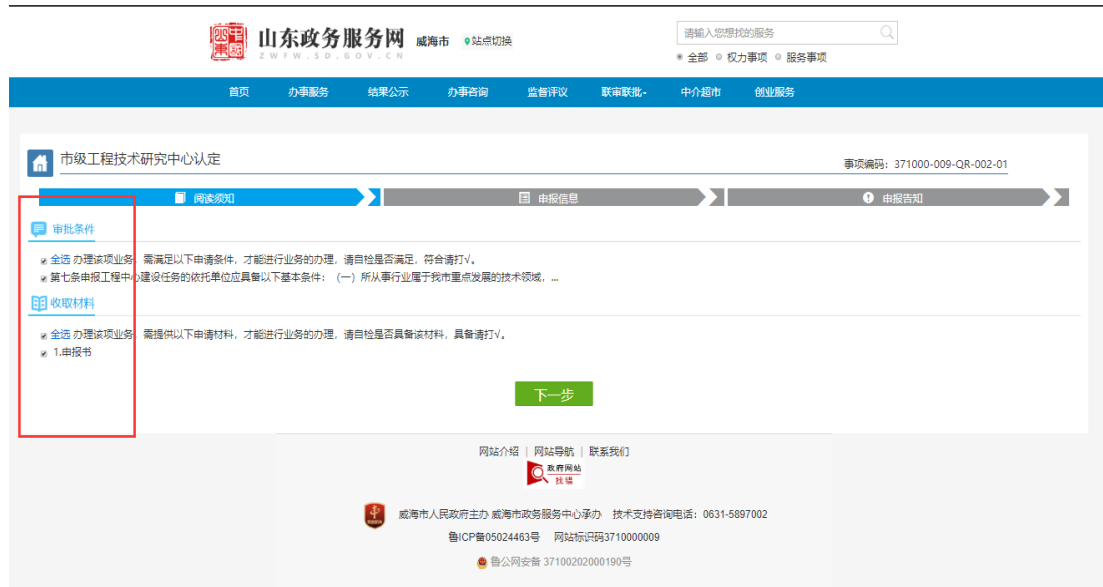 山东政务服务网 威海市 站点切换
ZWFW.SD.GOV.CN
请输入您想找的服务
全部 权力事项 服务事项
首页 办事服务 结果公示 办事咨询 监督评议 联审联批 中介超市 创业服务
市级工程技术研究中心认定
事项编码：371000-009-QR-002-01
阅读须知 申报信息 申报告知
审批条件
全选 办理该项业务，需满足以下申请条件，才能进行业务的办理，请自检是否满足，符合请打√。
第七条申报工程中心建设任务的依托单位应具备以下基本条件：（一）所从事行业属于我市重点发展的技术领域，...
收取材料
全选 办理该项业务，需提供以下申请材料，才能进行业务的办理，请自检是否具备该材料，具备请打√。
1.申报书
下一步
网站介绍 | 网站导航 | 联系我们
政府网站
找错
威海市人民政府主办 威海市政务服务中心承办 技术支持咨询电话：0631-5897002
鲁ICP备05024463号 网站标识码3710000009
鲁公网安备 37100202000190号